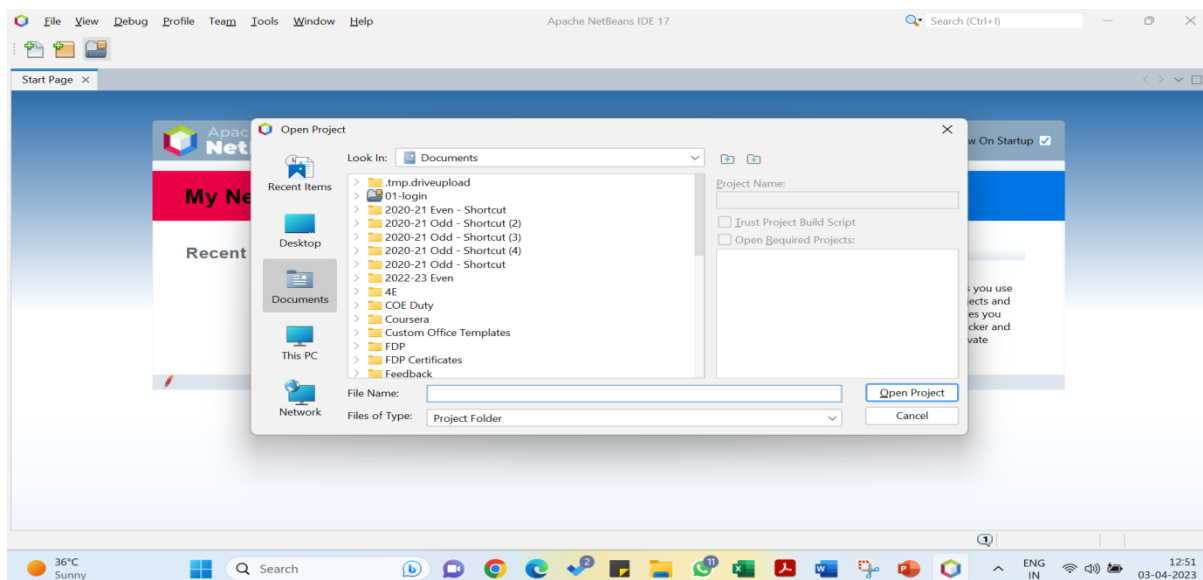 File View Debug Profile Team Tools Window Help Apache NetBeans IDE 17 Search (Ctrl+I)
Start Page
Apac
Net
w On Startup
My Ne
Recent
s you use
ects and
es you
cker and
vate
Open Project
Look In: Documents
Recent Items
Desktop
Documents
This PC
Network
.tmp.driveupload
01-login
2020-21 Even - Shortcut
2020-21 Odd - Shortcut (2)
2020-21 Odd - Shortcut (3)
2020-21 Odd - Shortcut (4)
2020-21 Odd - Shortcut
2022-23 Even
4E
COE Duty
Coursera
Custom Office Templates
FDP
FDP Certificates
Feedback
Project Name:
Trust Project Build Script
Open Required Projects:
File Name:
Open Project
Files of Type: Project Folder
Cancel
1
36°C
Sunny
Search
2
11
ENG
IN
12:51
03-04-2023